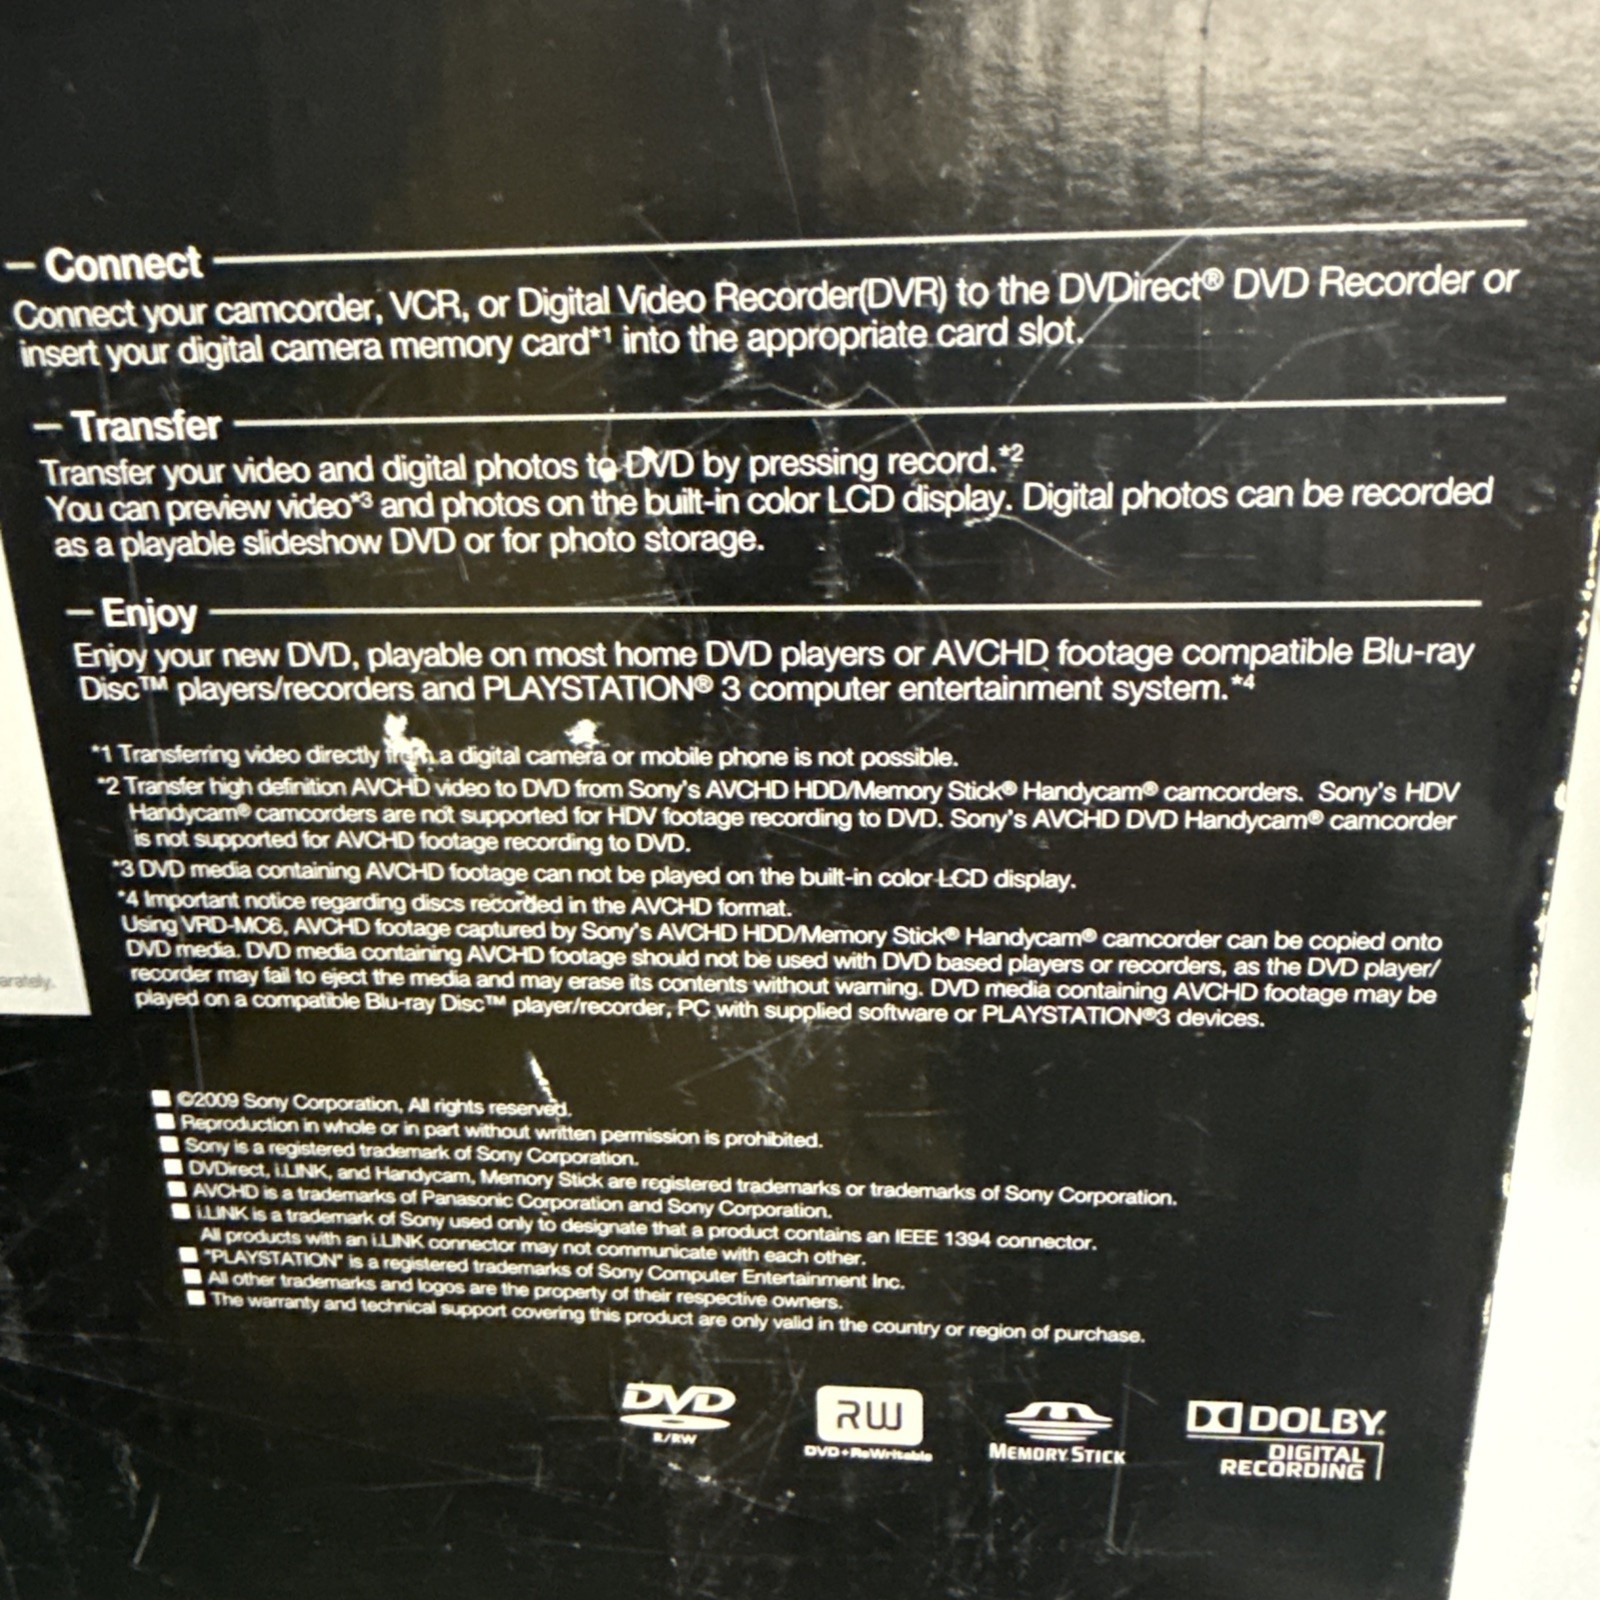 Connect
Connect your camcorder, VCR, or Digital Video Recorder(DVR) to the DVDirect® DVD Recorder or
insert your digital camera memory card*1 into the appropriate card slot.
Transfer
Transfer your video and digital photos to DVD by pressing record.*2
You can preview video*3 and photos on the built-in color LCD display. Digital photos can be recorded
as a playable slideshow DVD or for photo storage.
Enjoy
Enjoy your new DVD, playable on most home DVD players or AVCHD footage compatible Blu-ray
Disc™ players/recorders and PLAYSTATION® 3 computer entertainment system.*4
*1 Transferring video directly from a digital camera or mobile phone is not possible.
*2 Transfer high definition AVCHD video to DVD from Sony's AVCHD HDD/Memory Stick® Handycam® camcorders. Sony's HDV
Handycam® camcorders are not supported for HDV footage recording to DVD. Sony's AVCHD DVD Handycam® camcorder
is not supported for AVCHD footage recording to DVD.
*3 DVD media containing AVCHD footage can not be played on the built-in color LCD display.
*4 Important notice regarding discs recorded in the AVCHD format.
Using VRD-MC6, AVCHD footage captured by Sony's AVCHD HDD/Memory Stick® Handycam® camcorder can be copied onto
DVD media. DVD media containing AVCHD footage should not be used with DVD based players or recorders, as the DVD player/
recorder may fail to eject the media and may erase its contents without warning. DVD media containing AVCHD footage may be
played on a compatible Blu-ray Disc™ player/recorder, PC with supplied software or PLAYSTATION®3 devices.
arately.
■ ©2009 Sony Corporation, All rights reserved.
■ Reproduction in whole or in part without written permission is prohibited.
■ Sony is a registered trademark of Sony Corporation.
■ DVDirect, i.LINK, and Handycam, Memory Stick are registered trademarks or trademarks of Sony Corporation.
■ AVCHD is a trademarks of Panasonic Corporation and Sony Corporation.
■ i.LINK is a trademark of Sony used only to designate that a product contains an IEEE 1394 connector.
All products with an i.LINK connector may not communicate with each other.
■ "PLAYSTATION" is a registered trademarks of Sony Computer Entertainment Inc.
■ All other trademarks and logos are the property of their respective owners.
■ The warranty and technical support covering this product are only valid in the country or region of purchase.
DVD RW DOLBY.
R/RW DVD+ReWritable MEMORY STICK DIGITAL
RECORDING